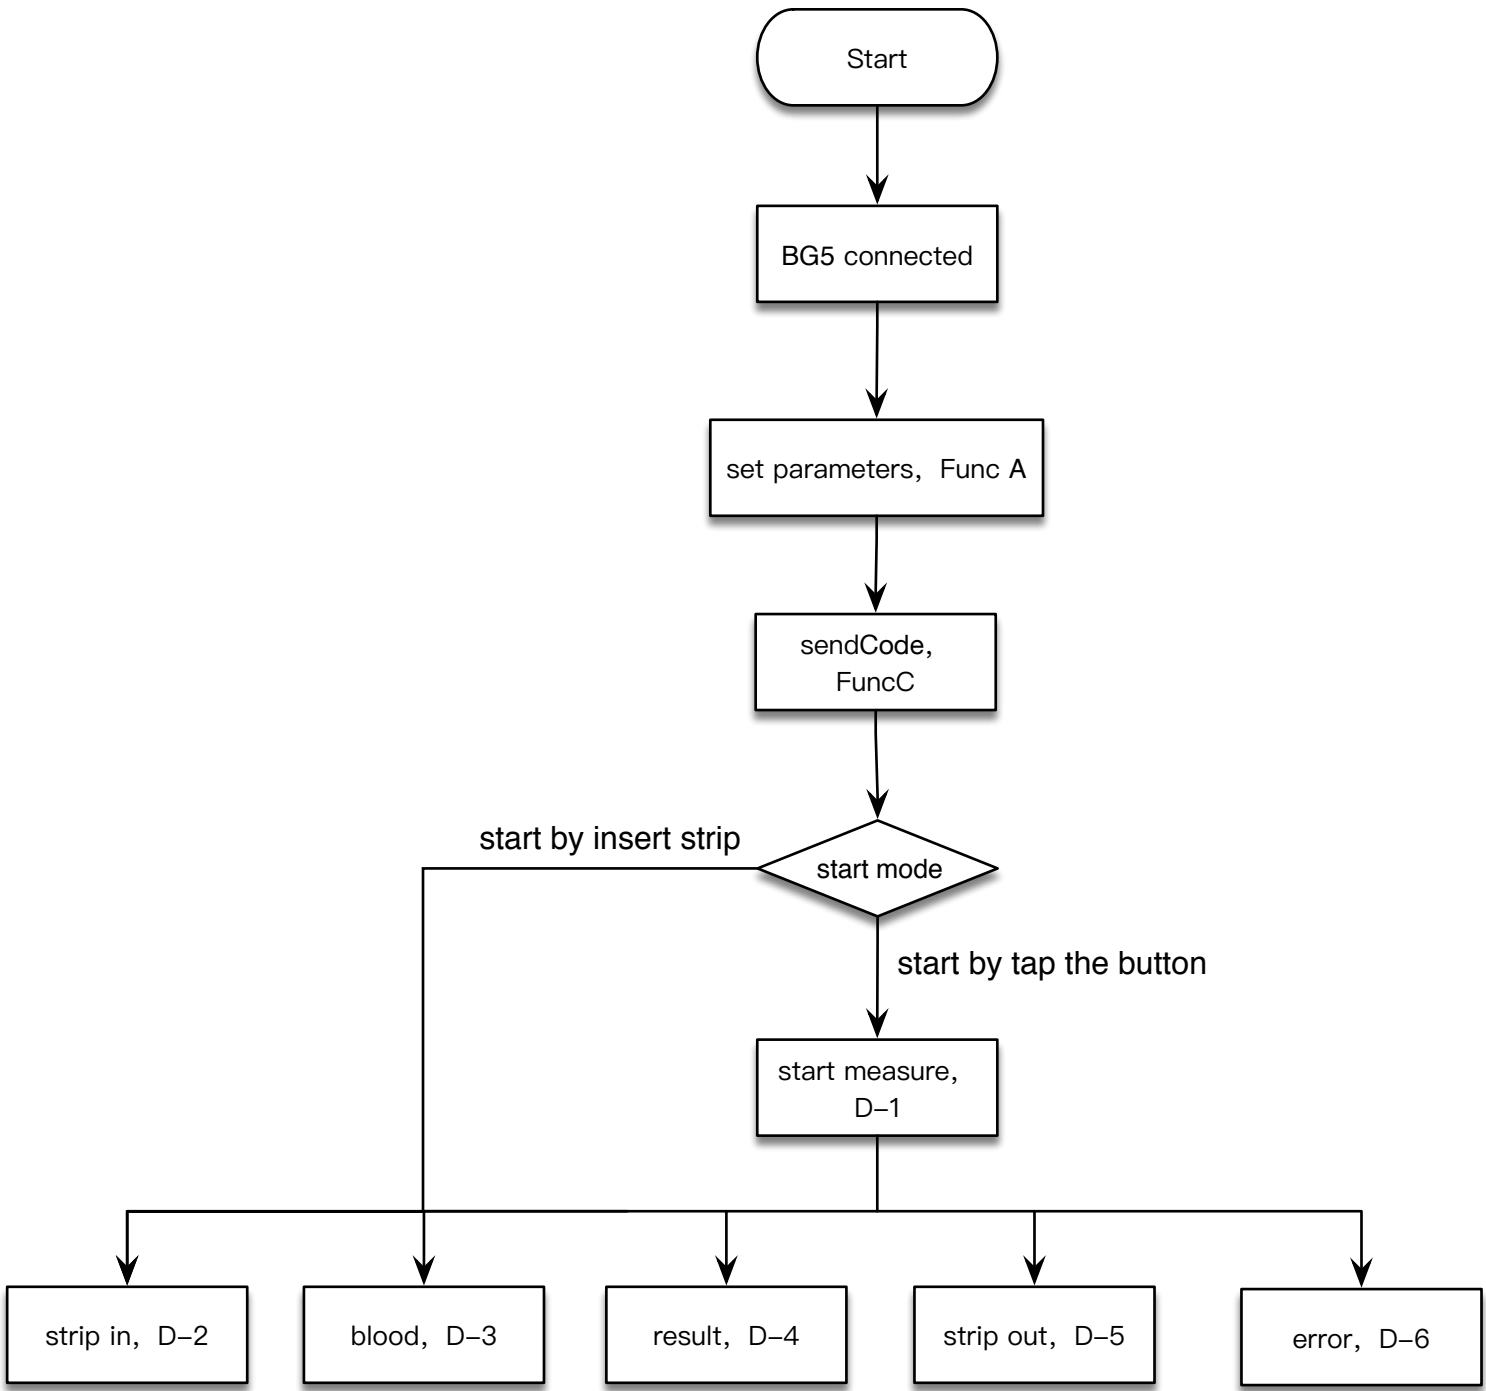 Start
BG5 connected
set parameters,  Func A
sendCode,
FuncC
start by insert strip
start mode
start by tap the button
start measure,
D–1
strip in,  D–2
blood,  D–3
result,  D–4
strip out,  D–5
error,  D–6